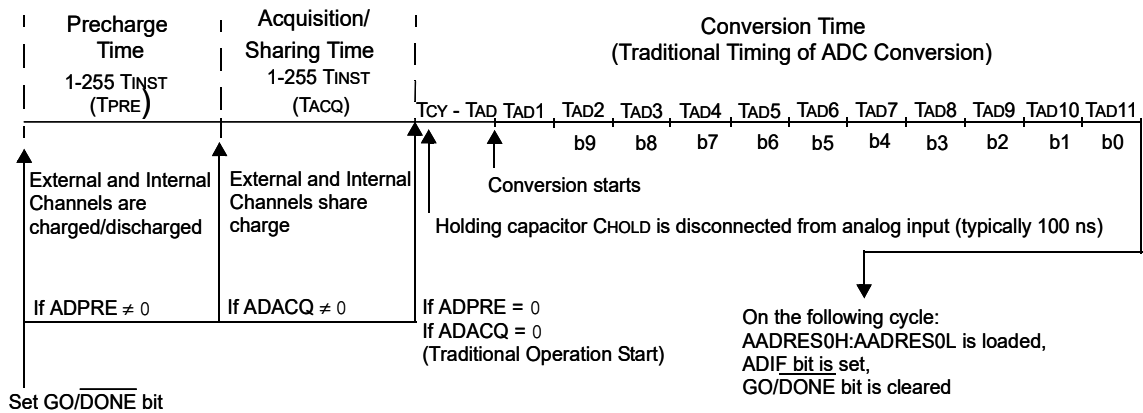 Precharge
Time
1-255 TINST
(TPRE)
Acquisition/
Sharing Time
1-255 TINST
(TACQ)
Conversion Time
(Traditional Timing of ADC Conversion)
TCY - TAD TAD1 TAD2 TAD3 TAD4 TAD5 TAD6 TAD7 TAD8 TAD9 TAD10 TAD11
b9 b8 b7 b6 b5 b4 b3 b2 b1 b0
External and Internal
Channels are
charged/discharged
External and Internal
Channels share
charge
Conversion starts
Holding capacitor CHOLD is disconnected from analog input (typically 100 ns)
If ADPRE ≠ 0
If ADACQ ≠ 0
If ADPRE = 0
If ADACQ = 0
(Traditional Operation Start)
On the following cycle:
AADRES0H:AADRES0L is loaded,
ADIF bit is set,
GO/DONE bit is cleared
Set GO/DONE bit